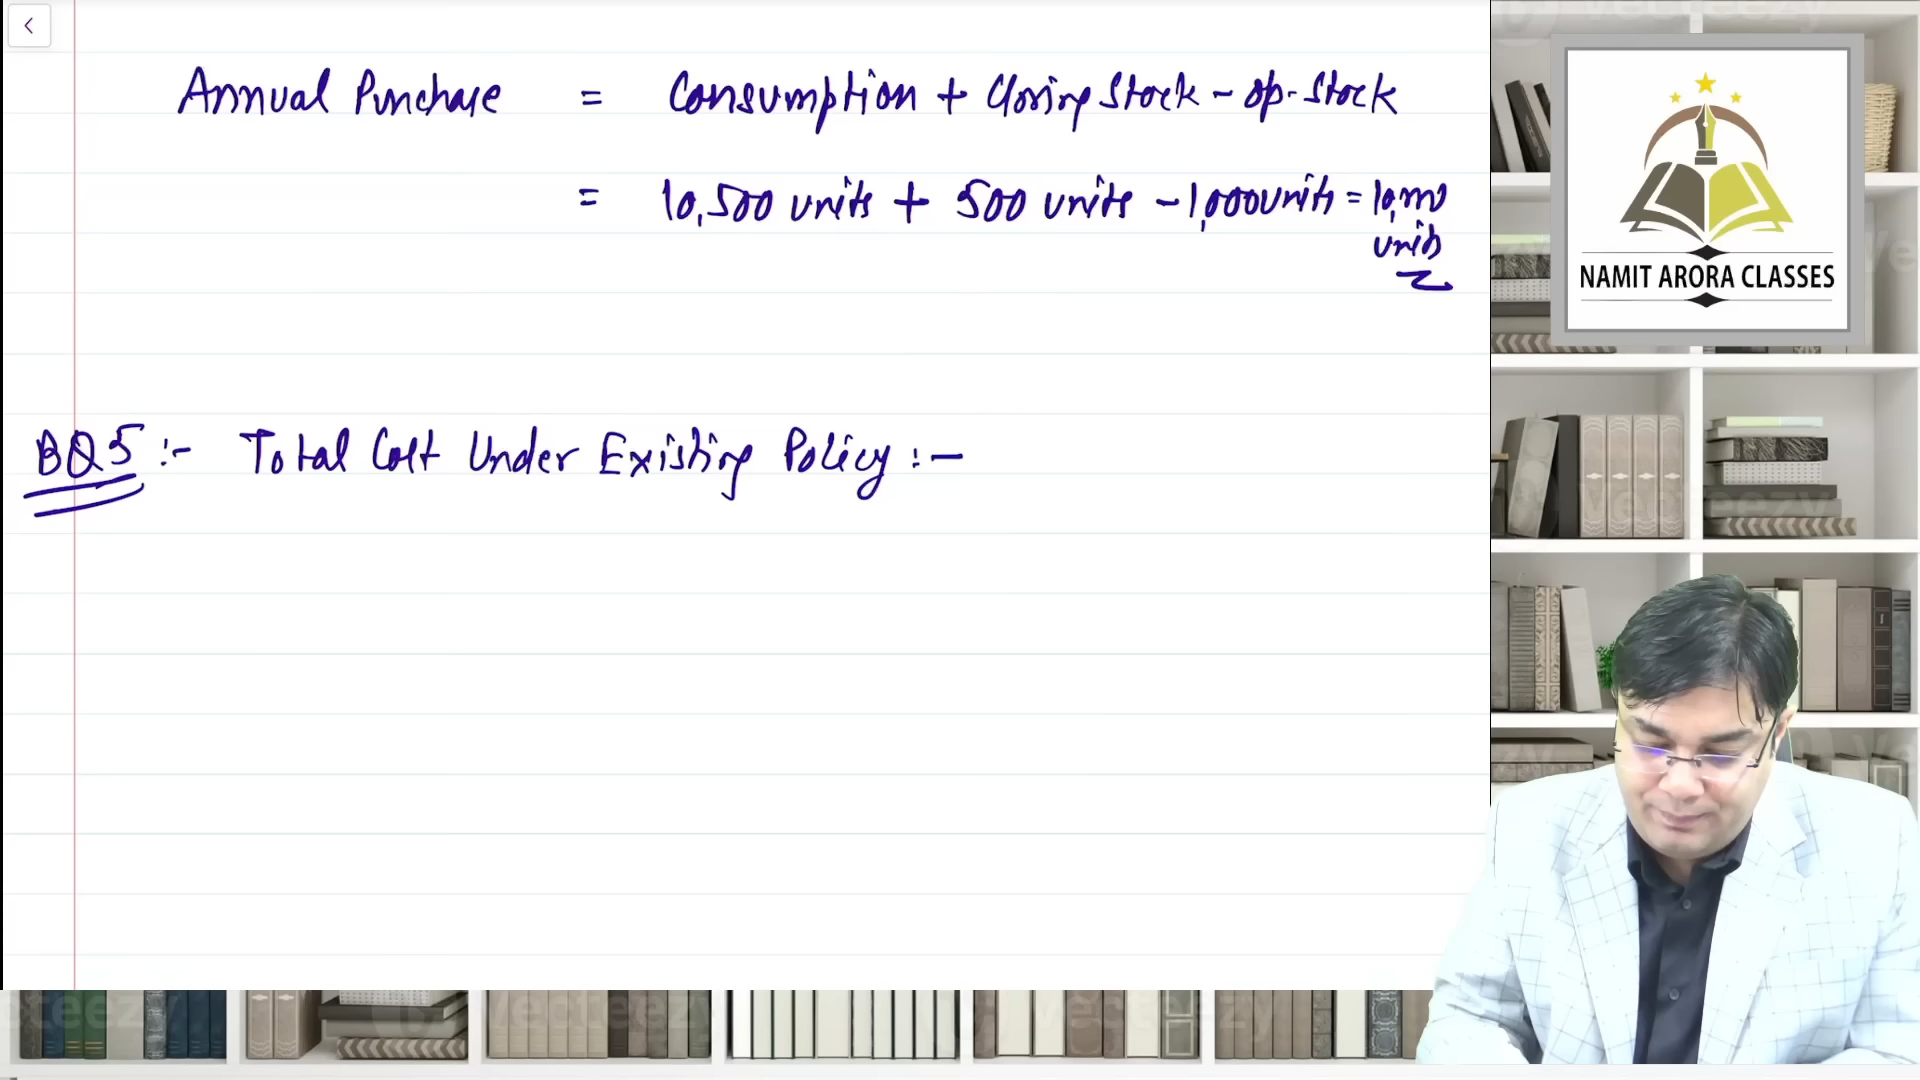 Annual Purchase = Consumption + Closing Stock - op. Stock
= 10,500 units + 500 units - 1,000 units = 10,000
units
BQ5 :- Total Cost Under Existing Policy :-
NAMIT ARORA CLASSES